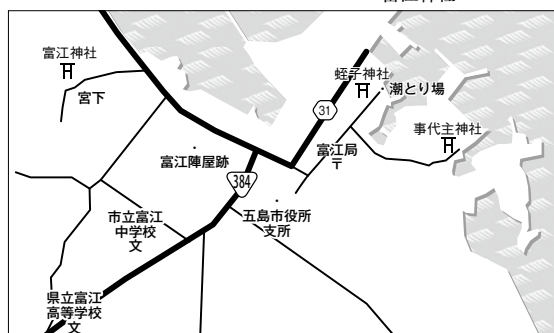 富江神社
宮下
蛭子神社
潮とり場
31
事代主神社
富江陣屋跡
富江局
〒
384
五島市役所
支所
市立富江
中学校
文
県立富江
高等学校
文